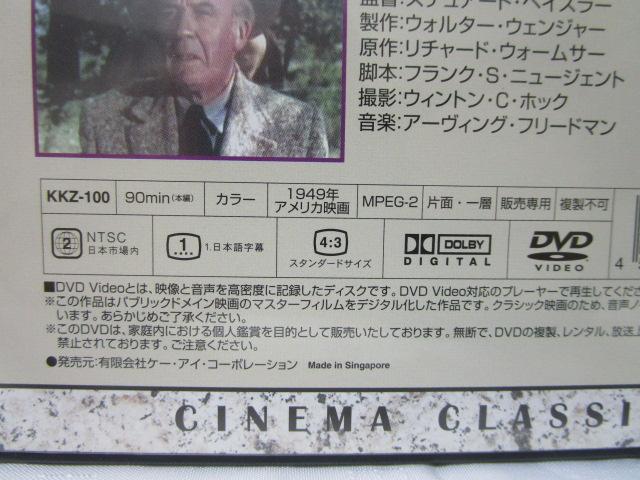 監督:スチュアート・ヘイスラー
製作:ウォルター・ウェンジャー
原作:リチャード・ウォームサー
脚本:フランク・S・ニュージェント
撮影:ウィントン・C・ホック
音楽:アーヴィング・フリードマン
KKZ-100 90min(本編) カラー 1949年 アメリカ映画 MPEG-2 片面・一層 販売専用 複製不可
2 NTSC 日本市場内 1 1.日本語字幕 4:3 スタンダードサイズ DOLBY DIGITAL DVD VIDEO 4
■DVD Videoとは、映像と音声を高密度に記録したディスクです。DVD Video対応のプレーヤーで再生してくださ
※この作品はパブリックドメイン映画のマスターフィルムをデジタル化した作品です。クラシック映画のため、音声ノ
います。あらかじめご了承ください。
※このDVDは、家庭内における個人鑑賞を目的として販売いたしております。無断で、DVDの複製、レンタル、放送上
禁止されております。ご注意ください。
●発売元:有限会社ケー・アイ・コーポレーション Made in Singapore
CINEMA CLASSI